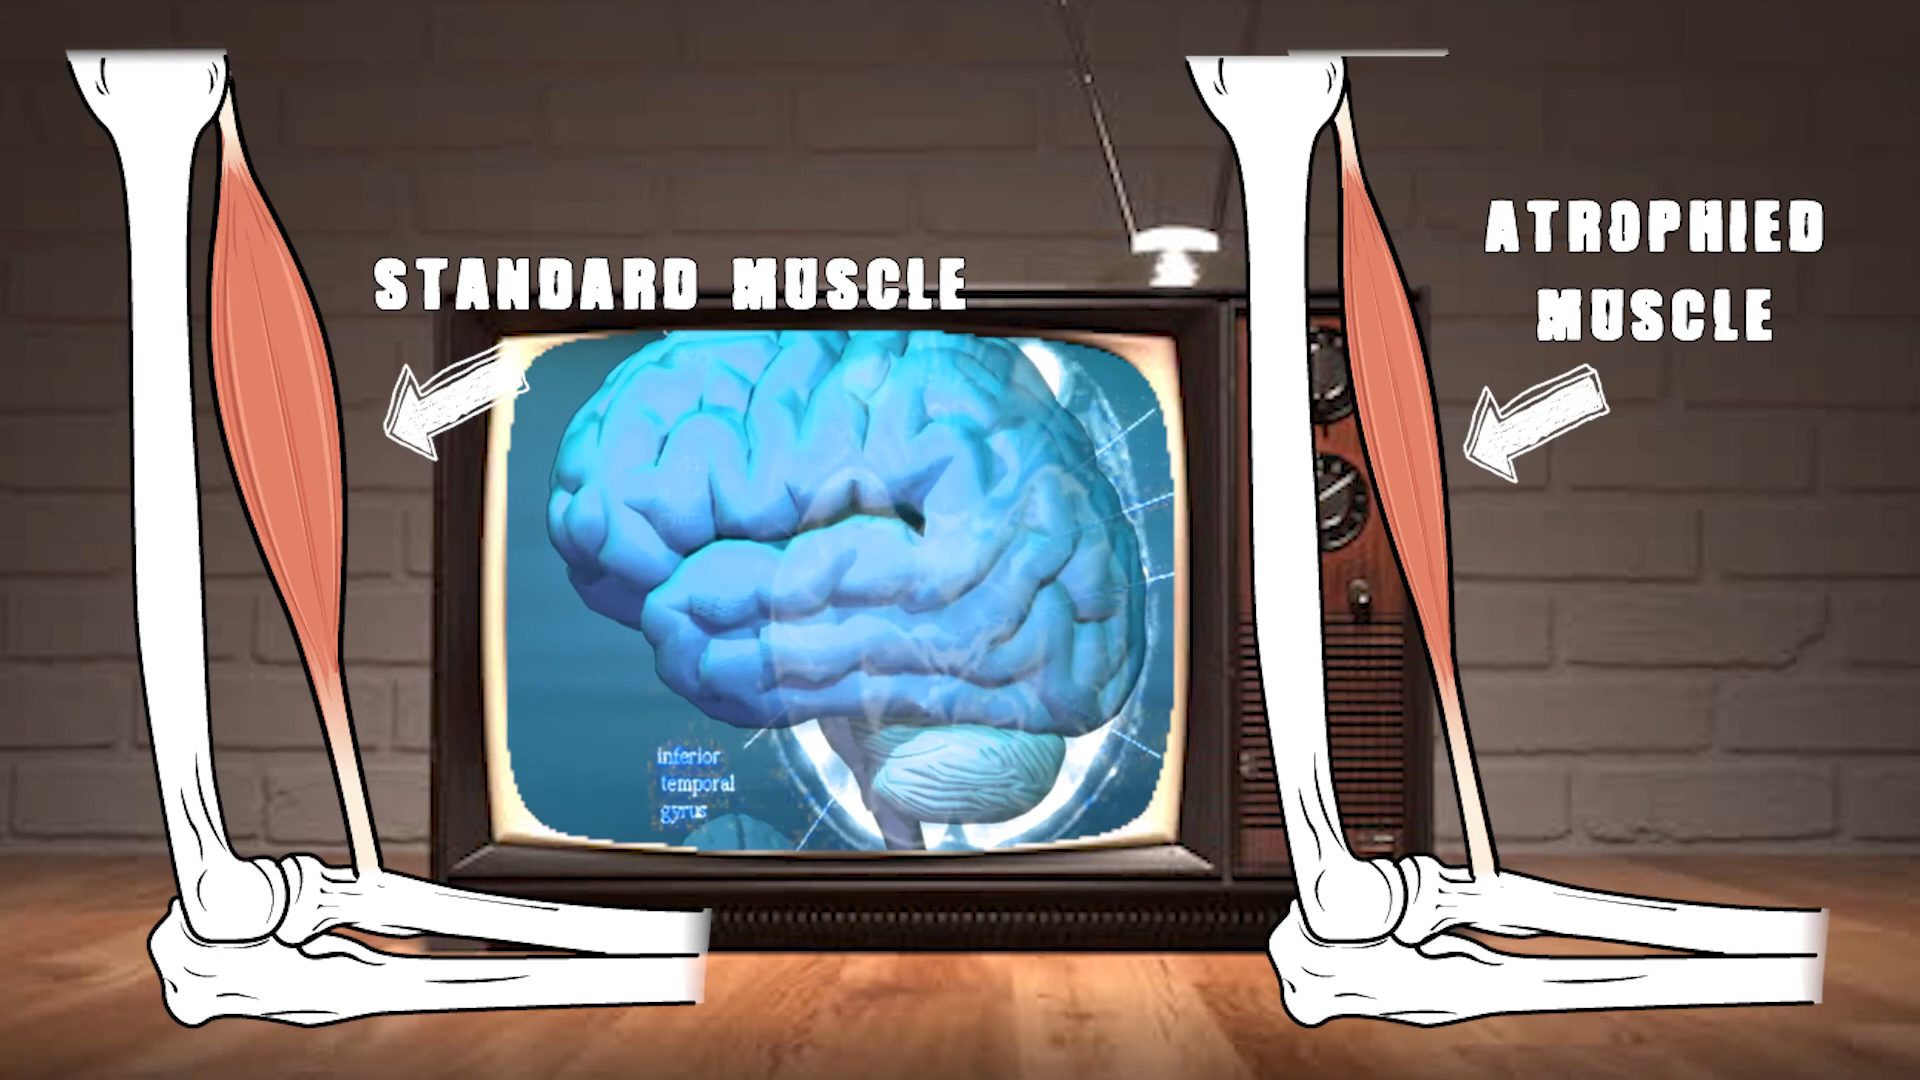 STANDARD MUSCLE
ATROPHIED
MUSCLE
inferior
temporal
gyrus